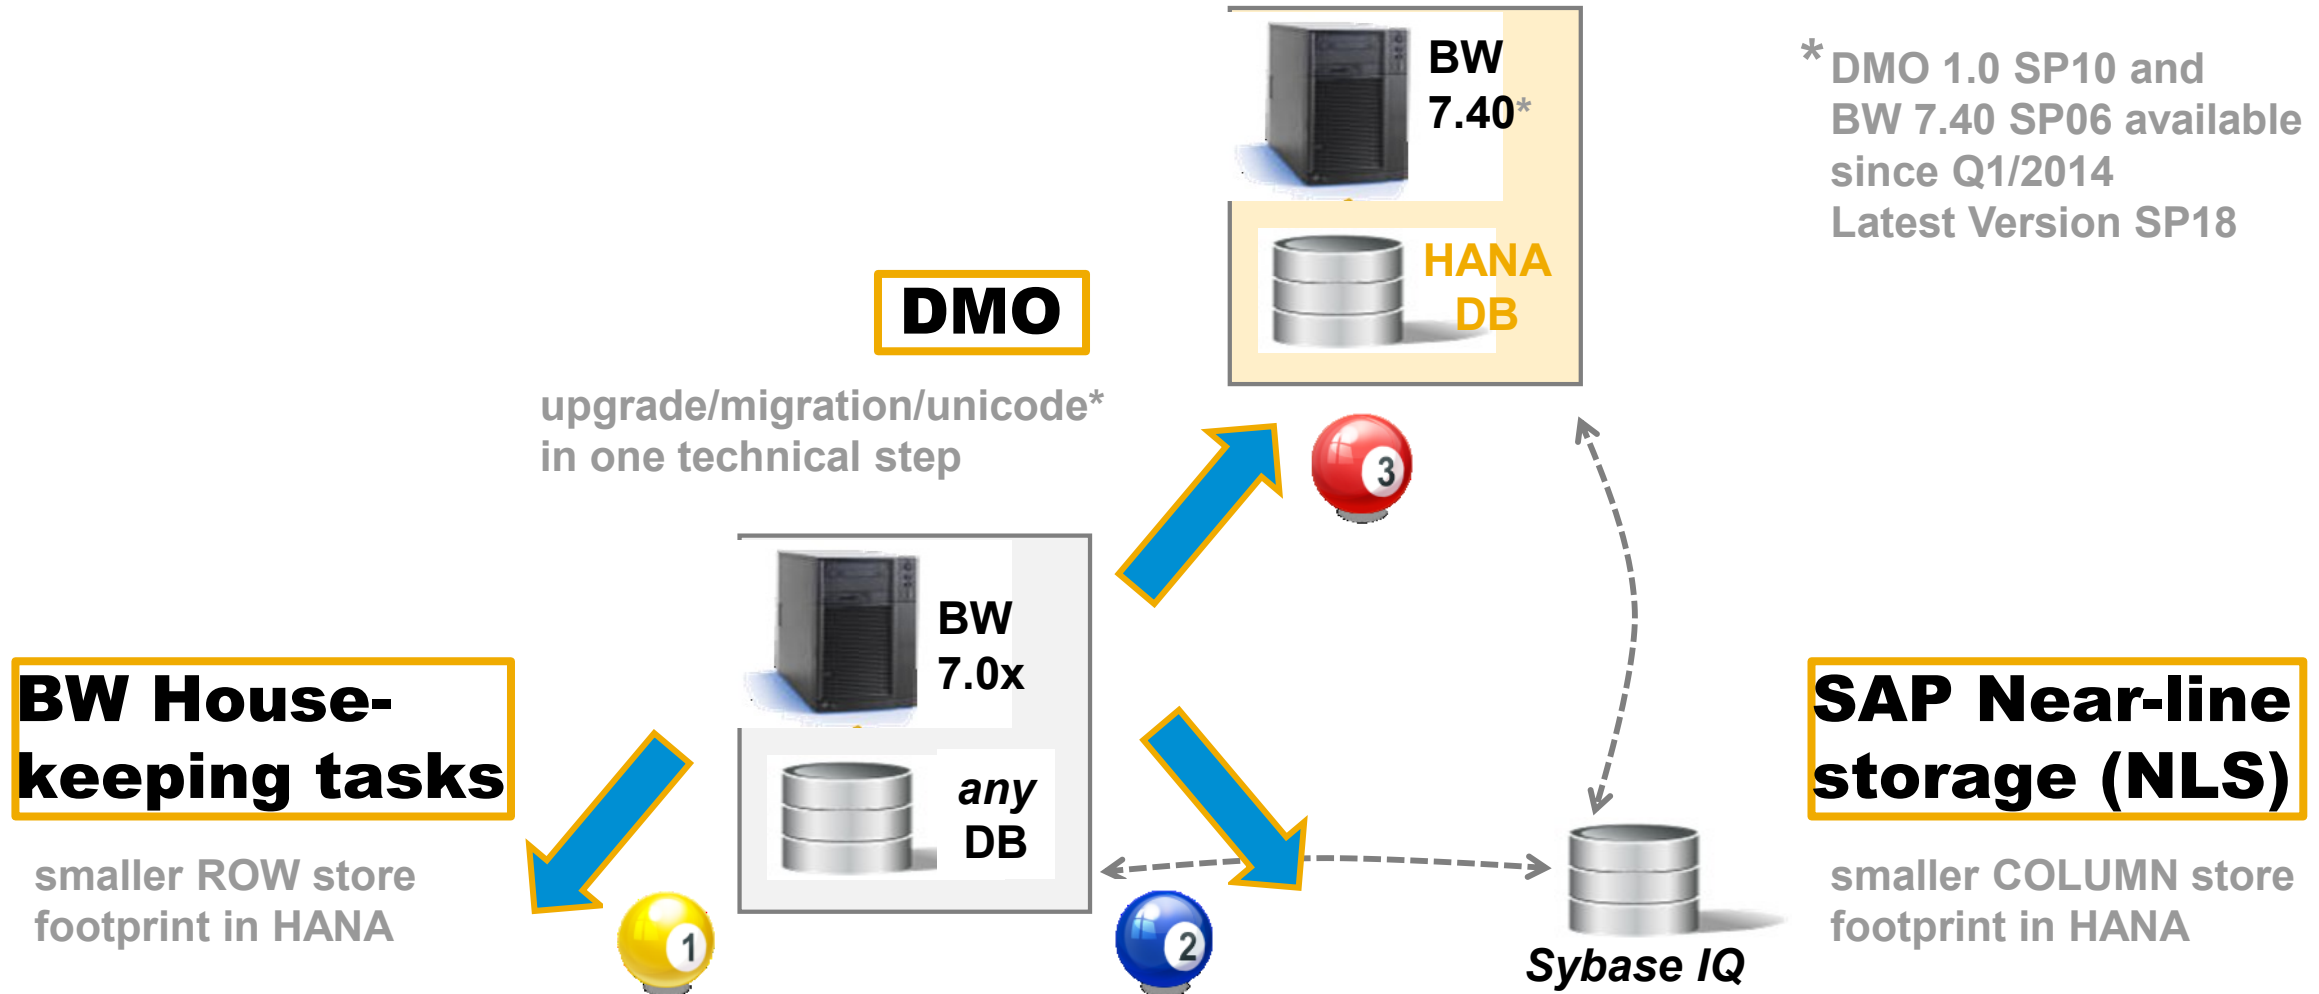 BW
7.40*
HANA
DB
* DMO 1.0 SP10 and
BW 7.40 SP06 available
since Q1/2014
Latest Version SP18
DMO
upgrade/migration/unicode*
in one technical step
3
BW
7.0x
any
DB
BW House-
keeping tasks
smaller ROW store
footprint in HANA
1
2
Sybase IQ
SAP Near-line
storage (NLS)
smaller COLUMN store
footprint in HANA